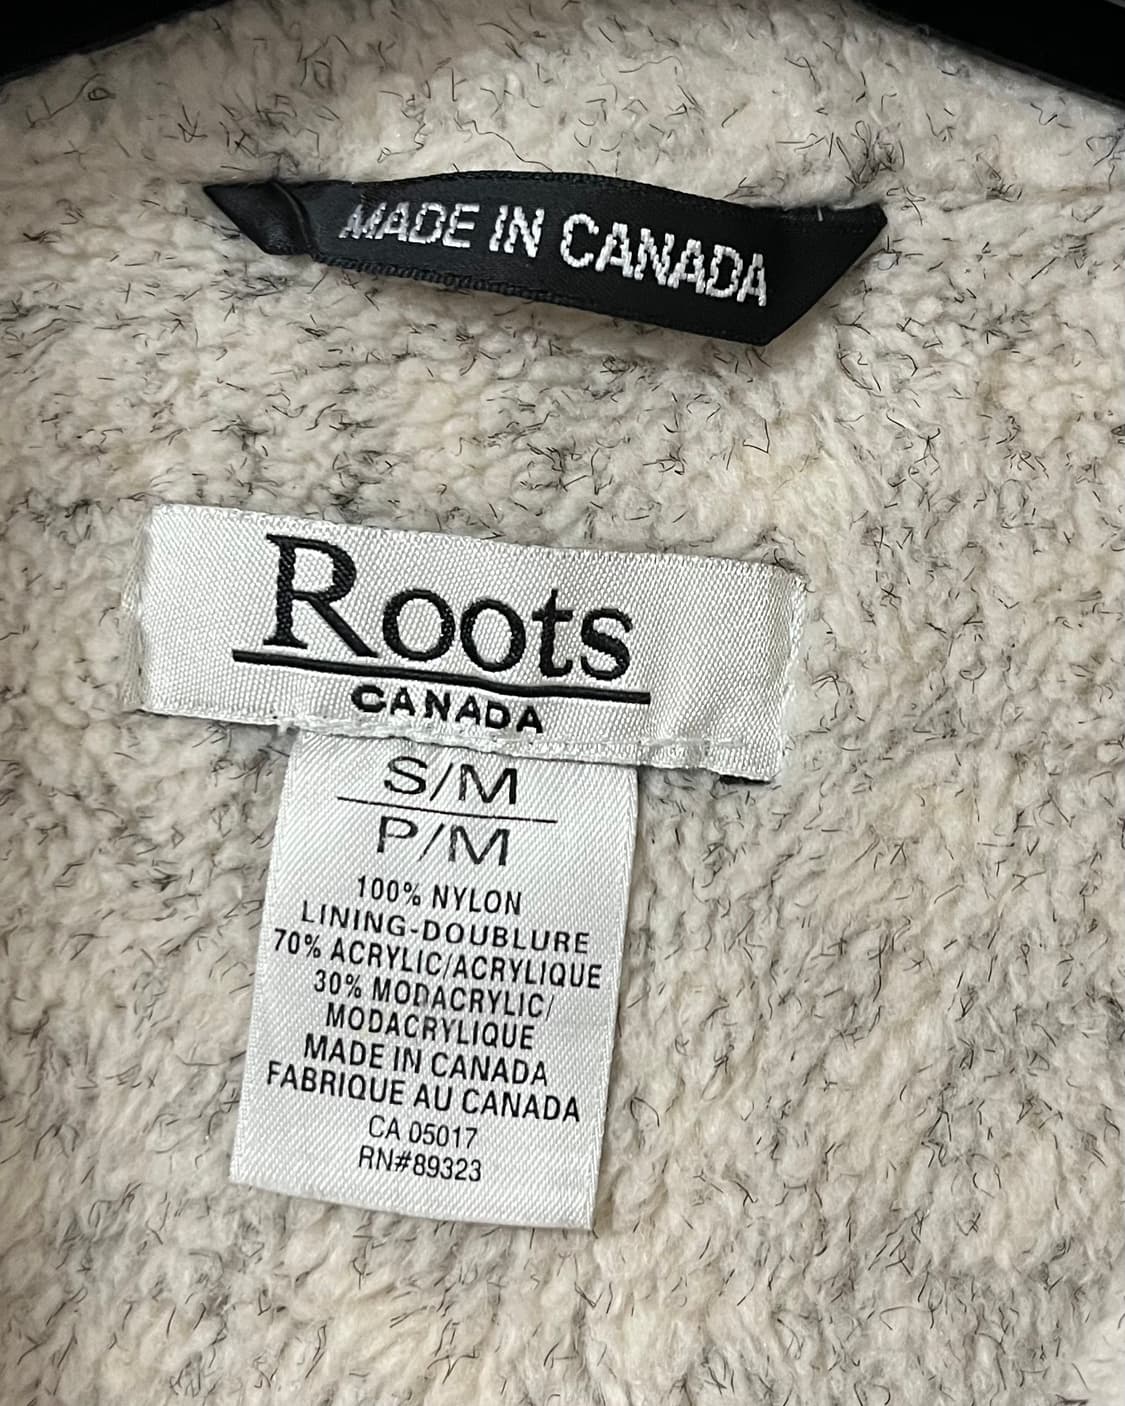 MADE IN CANADA
Roots
CANADA
S/M
P/M
100% NYLON
LINING-DOUBLURE
70% ACRYLIC/ACRYLIQUE
30% MODACRYLIC/
MODACRYLIQUE
MADE IN CANADA
FABRIQUE AU CANADA
CA 05017
RN#89323